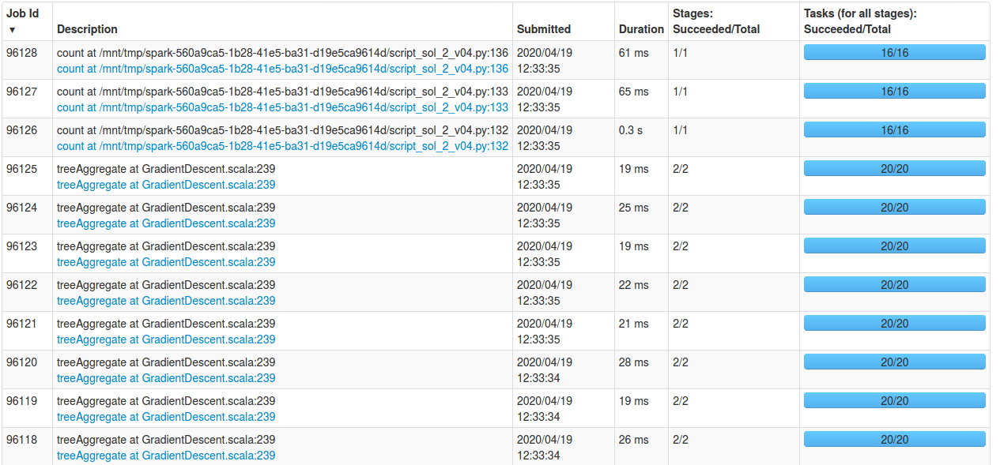 Job Id ▼ Description Submitted Duration Stages: Succeeded/Total Tasks (for all stages): Succeeded/Total
96128 count at /mnt/tmp/spark-560a9ca5-1b28-41e5-ba31-d19e5ca9614d/script_sol_2_v04.py:136 2020/04/19 61 ms 1/1 16/16
count at /mnt/tmp/spark-560a9ca5-1b28-41e5-ba31-d19e5ca9614d/script_sol_2_v04.py:136 12:33:35
96127 count at /mnt/tmp/spark-560a9ca5-1b28-41e5-ba31-d19e5ca9614d/script_sol_2_v04.py:133 2020/04/19 65 ms 1/1 16/16
count at /mnt/tmp/spark-560a9ca5-1b28-41e5-ba31-d19e5ca9614d/script_sol_2_v04.py:133 12:33:35
96126 count at /mnt/tmp/spark-560a9ca5-1b28-41e5-ba31-d19e5ca9614d/script_sol_2_v04.py:132 2020/04/19 0.3 s 1/1 16/16
count at /mnt/tmp/spark-560a9ca5-1b28-41e5-ba31-d19e5ca9614d/script_sol_2_v04.py:132 12:33:35
96125 treeAggregate at GradientDescent.scala:239 2020/04/19 19 ms 2/2 20/20
treeAggregate at GradientDescent.scala:239 12:33:35
96124 treeAggregate at GradientDescent.scala:239 2020/04/19 25 ms 2/2 20/20
treeAggregate at GradientDescent.scala:239 12:33:35
96123 treeAggregate at GradientDescent.scala:239 2020/04/19 19 ms 2/2 20/20
treeAggregate at GradientDescent.scala:239 12:33:35
96122 treeAggregate at GradientDescent.scala:239 2020/04/19 22 ms 2/2 20/20
treeAggregate at GradientDescent.scala:239 12:33:35
96121 treeAggregate at GradientDescent.scala:239 2020/04/19 21 ms 2/2 20/20
treeAggregate at GradientDescent.scala:239 12:33:35
96120 treeAggregate at GradientDescent.scala:239 2020/04/19 28 ms 2/2 20/20
treeAggregate at GradientDescent.scala:239 12:33:34
96119 treeAggregate at GradientDescent.scala:239 2020/04/19 19 ms 2/2 20/20
treeAggregate at GradientDescent.scala:239 12:33:34
96118 treeAggregate at GradientDescent.scala:239 2020/04/19 26 ms 2/2 20/20
treeAggregate at GradientDescent.scala:239 12:33:34